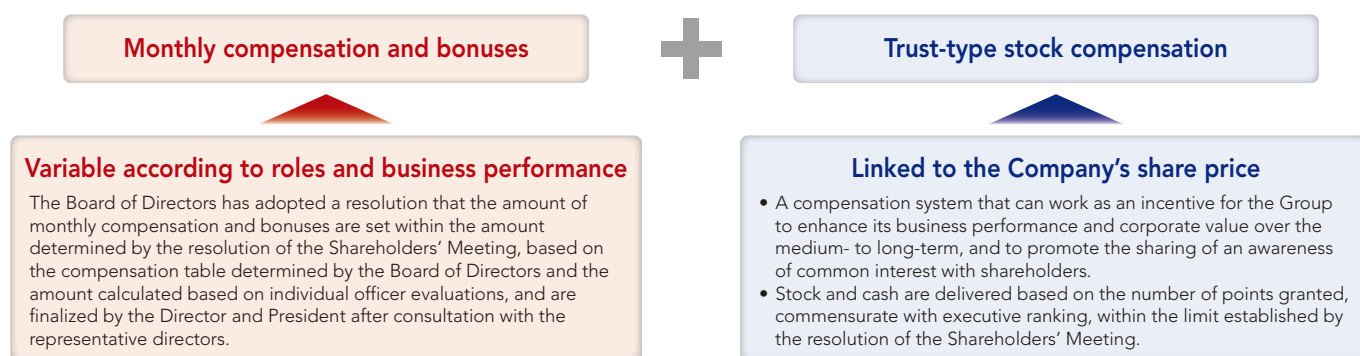 Monthly compensation and bonuses
Trust-type stock compensation
Variable according to roles and business performance
The Board of Directors has adopted a resolution that the amount of
monthly compensation and bonuses are set within the amount
determined by the resolution of the Shareholders’ Meeting, based on
the compensation table determined by the Board of Directors and the
amount calculated based on individual officer evaluations, and are
finalized by the Director and President after consultation with the
representative directors.
Linked to the Company’s share price
• A compensation system that can work as an incentive for the Group
to enhance its business performance and corporate value over the
medium- to long-term, and to promote the sharing of an awareness
of common interest with shareholders.
• Stock and cash are delivered based on the number of points granted,
commensurate with executive ranking, within the limit established by
the resolution of the Shareholders’ Meeting.